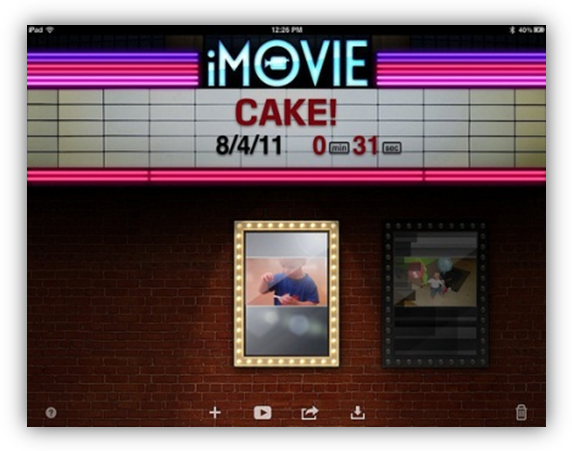 iPad 12:26 PM 40%
iMOVIE
CAKE!
8/4/11 0 min 31 sec
?